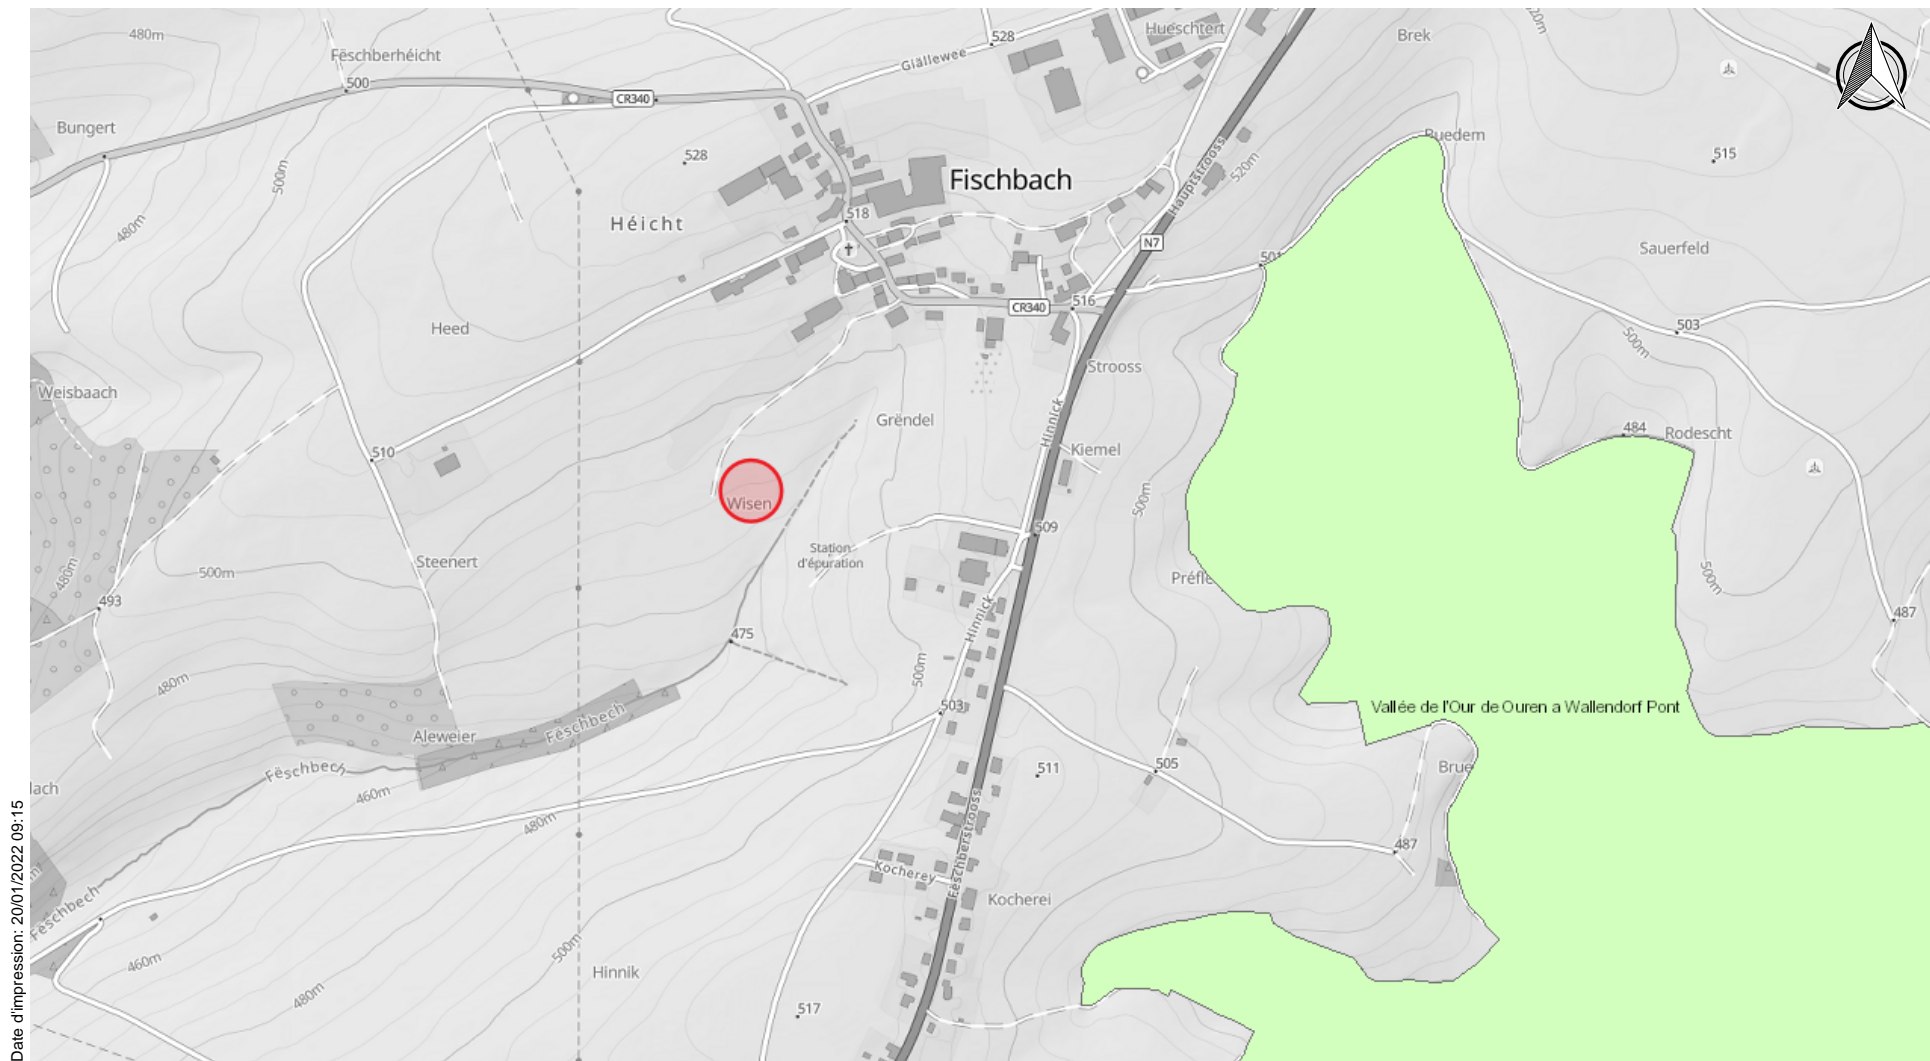 480m
Fëschberhéicht
500
CR340
Bungert
500m
480m
528
Giällewee
Hueschtert
528
Fischbach
Héicht
518
Hauptstrooss
520m
N7
Brek
520m
Buedem
515
Sauerfeld
501
503
500m
Heed
CR340
516
Strooss
Weisbaach
Grëndel
Hinnick
Kiemel
484
Rodescht
510
Wisen
500m
509
Station
d'épuration
Steenert
500m
480m
493
Préfle
500m
487
475
Hinnick
480m
500m
503
Vallée de l'Our de Ouren a Wallendorf Pont
Aleweier
Fëschbech
Fëschbech
lach
460m
480m
511
505
Brue
487
Fëschberstrooss
Kocherey
Kocherei
Fëschbech
m
460m
500m
480m
Hinnik
517
Date d'impression: 20/01/2022 09:15